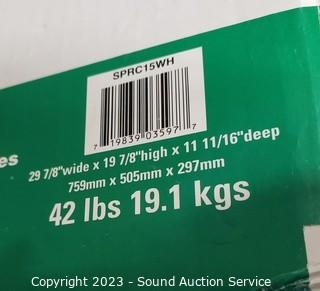 SPRC15WH
7 19839 03597 7
29 7/8"wide x 19 7/8"high x 11 11/16"deep
759mm x 505mm x 297mm
42 lbs 19.1 kgs
Copyright 2023 - Sound Auction Service